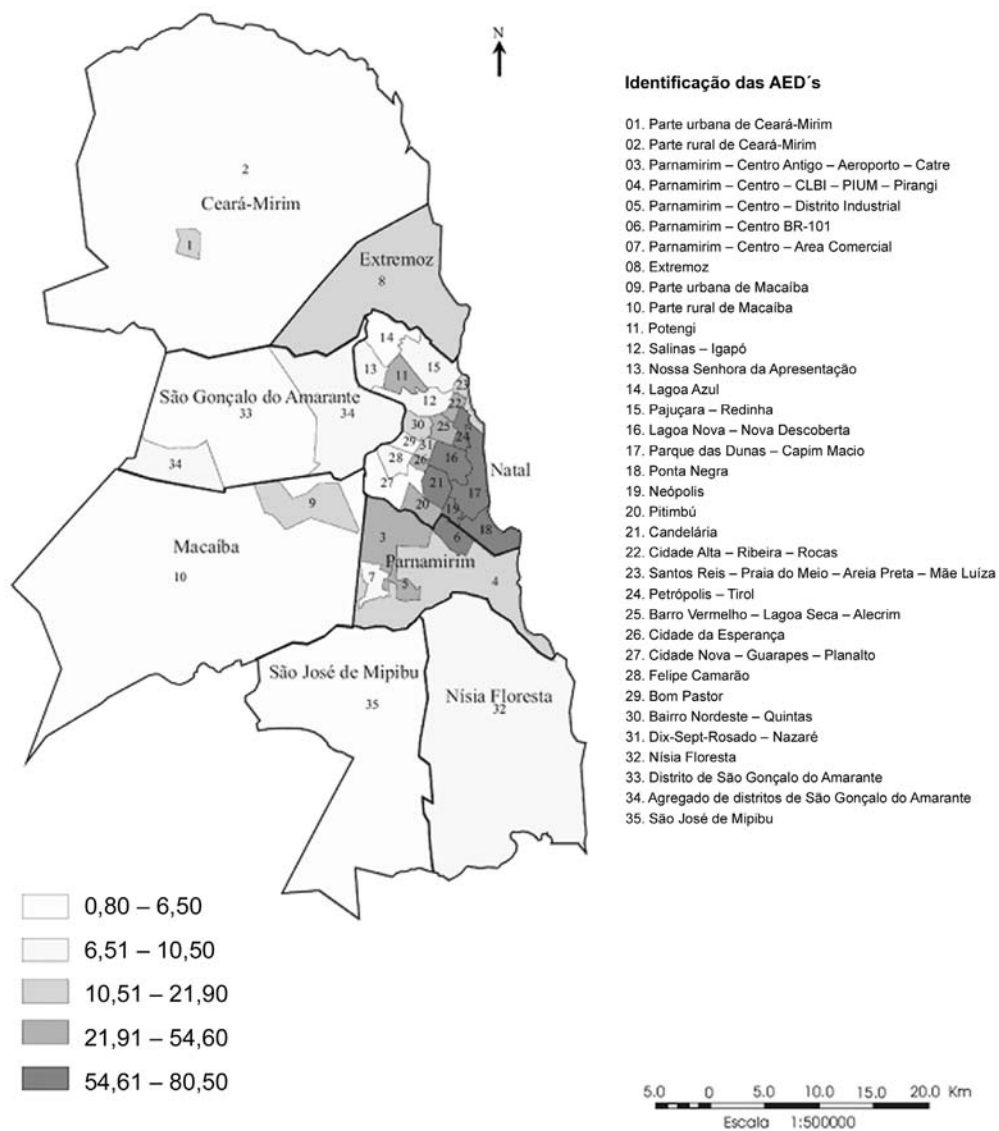 N
2
Ceará-Mirim
1
Extremoz
8
14
13
15
11
23
12
22
São Gonçalo do Amarante
33
34
30
25
24
29
31
28
26
16
34
Natal
27
21
17
9
20
19
18
3
6
Macaíba
10
Parnamirim
7
5
4
São José de Mipibu
35
Nísia Floresta
32
Identificação das AED´s
01. Parte urbana de Ceará-Mirim
02. Parte rural de Ceará-Mirim
03. Parnamirim – Centro Antigo – Aeroporto – Catre
04. Parnamirim – Centro – CLBI – PIUM – Pirangi
05. Parnamirim – Centro – Distrito Industrial
06. Parnamirim – Centro BR-101
07. Parnamirim – Centro – Area Comercial
08. Extremoz
09. Parte urbana de Macaíba
10. Parte rural de Macaíba
11. Potengi
12. Salinas – Igapó
13. Nossa Senhora da Apresentação
14. Lagoa Azul
15. Pajuçara – Redinha
16. Lagoa Nova – Nova Descoberta
17. Parque das Dunas – Capim Macio
18. Ponta Negra
19. Neópolis
20. Pitimbú
21. Candelária
22. Cidade Alta – Ribeira – Rocas
23. Santos Reis – Praia do Meio – Areia Preta – Mãe Luíza
24. Petrópolis – Tirol
25. Barro Vermelho – Lagoa Seca – Alecrim
26. Cidade da Esperança
27. Cidade Nova – Guarapes – Planalto
28. Felipe Camarão
29. Bom Pastor
30. Bairro Nordeste – Quintas
31. Dix-Sept-Rosado – Nazaré
32. Nísia Floresta
33. Distrito de São Gonçalo do Amarante
34. Agregado de distritos de São Gonçalo do Amarante
35. São José de Mipibu
0,80 – 6,50
6,51 – 10,50
10,51 – 21,90
21,91 – 54,60
54,61 – 80,50
5.0 0 5.0 10.0 15.0 20.0 Km
Escala 1:500000